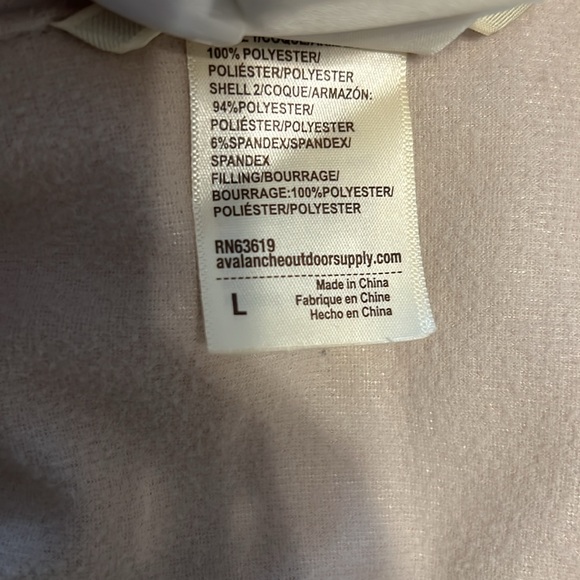 100% POLYESTER/
POLIÉSTER/POLYESTER
SHELL 2/COQUE/ARMAZÓN:
94%POLYESTER/
POLIÉSTER/POLYESTER
6%SPANDEX/SPANDEX/
SPANDEX
FILLING/BOURRAGE/
BOURRAGE:100%POLYESTER/
POLIÉSTER/POLYESTER
RN63619
avalancheoutdoorsupply.com
L
Made in China
Fabrique en Chine
Hecho en China